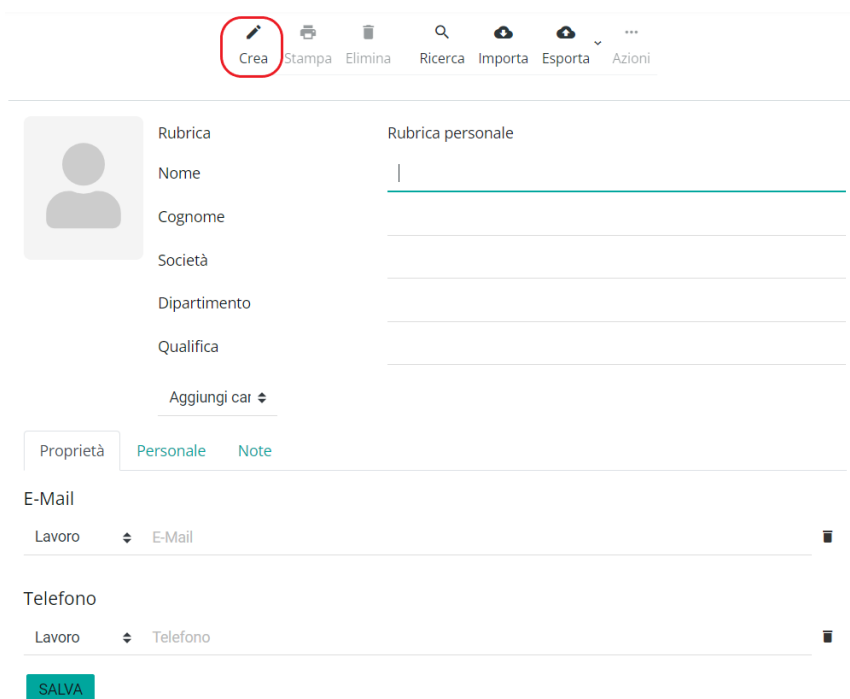 Crea Stampa Elimina Ricerca Importa Esporta Azioni
Rubrica Rubrica personale
Nome
Cognome
Società
Dipartimento
Qualifica
Aggiungi car
Proprietà Personale Note
E-Mail
Lavoro E-Mail
Telefono
Lavoro Telefono
SALVA